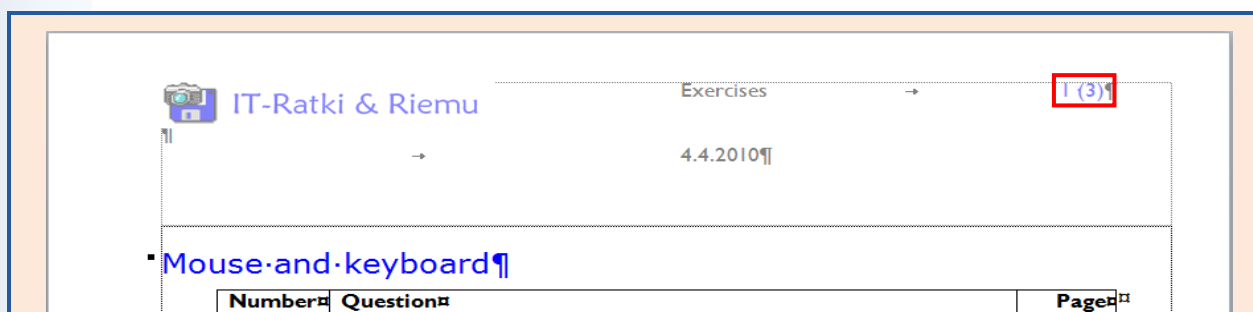 IT-Ratki & Riemu
Exercises → 1 (3)¶
¶
→ 4.4.2010¶
Mouse·and·keyboard¶
Number¤ Question¤ Page¤¤